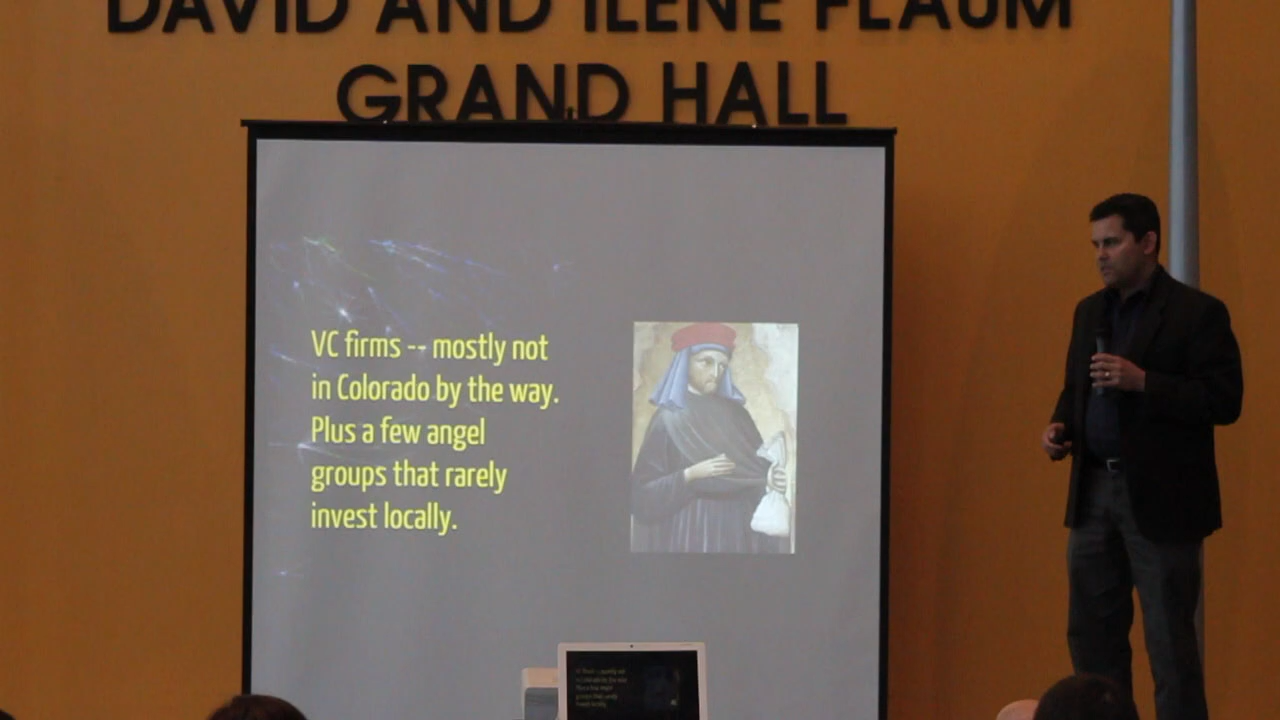 DAVID AND ILENE FLAUM
GRAND HALL
VC firms -- mostly not
in Colorado by the way.
Plus a few angel
groups that rarely
invest locally.